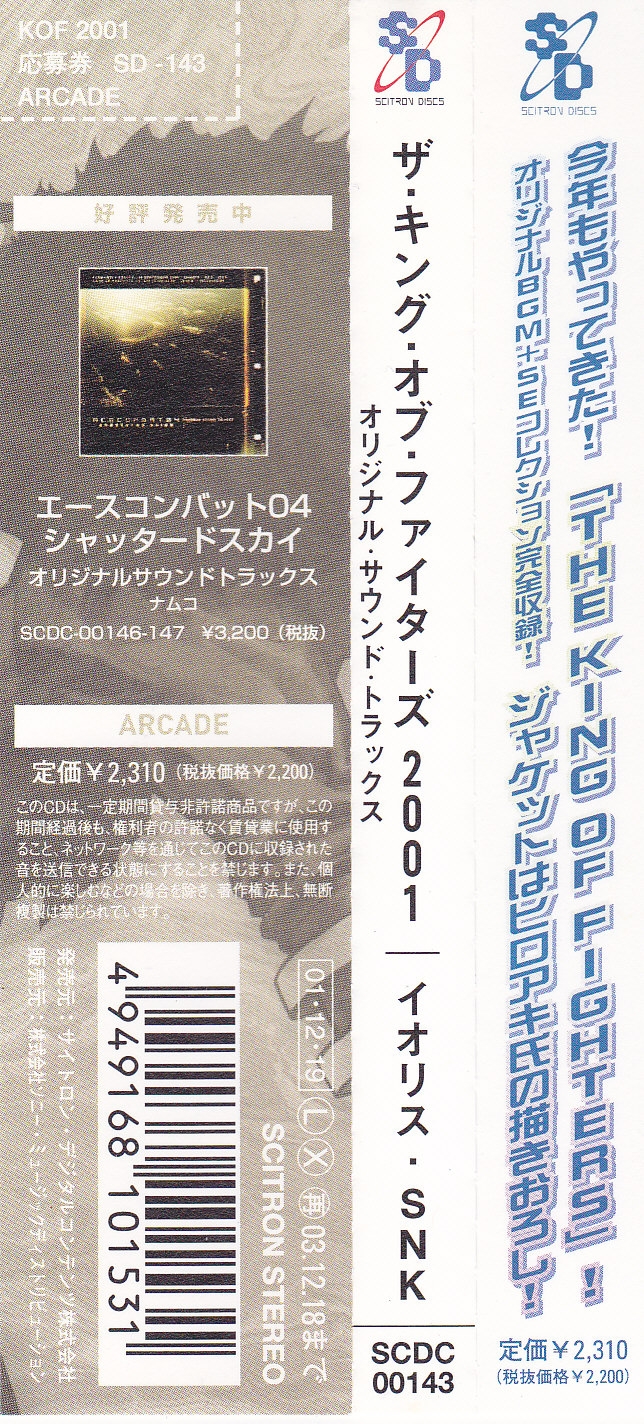 KOF 2001
応募券 SD-143
ARCADE
好評発売中
エースコンバット04
シャッタードスカイ
オリジナルサウンドトラックス
ナムコ
SCDC-00146-147 ¥3,200(税抜)
ARCADE
定価¥2,310(税抜価格¥2,200)
このCDは、一定期間貸与非許諾商品ですが、この
期間経過後も、権利者の許諾なく賃貸業に使用す
ること、ネットワーク等を通じてこのCDに収録された
音を送信できる状態にすることを禁じます。また、個
人的に楽しむなどの場合を除き、著作権法上、無断
複製は禁じられています。
SCITRON STEREO
01・12・19 Ⓛ Ⓧ ㊢03.12.18まで
4949168101531
発売元:サイトロン・デジタルコンテンツ株式会社
販売元:株式会社ソニー・ミュージックディストリビューション
SD
SCITRON DISCS
ザ・キング・オブ・ファイターズ 2001
オリジナル・サウンド・トラックス
イオリス・SNK
SCDC
00143
SD
SCITRON DISCS
今年もやってきた!「THE KING OF FIGHTERS」!
オリジナルBGM+SEコレクション完全収録! ジャケットはヒロアキ氏の描きおろし!
定価¥2,310
(税抜価格¥2,200)